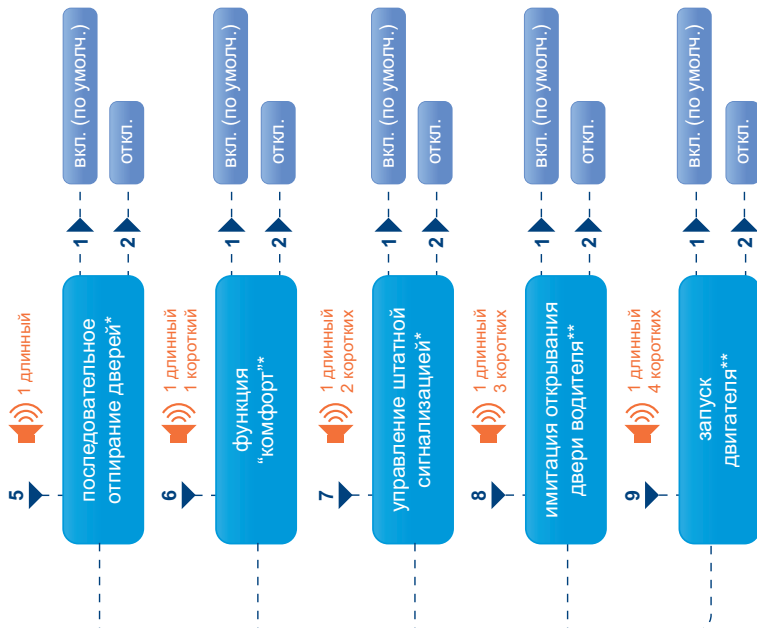 5
1 длинный
последовательное
отпирание дверей*
1
вкл. (по умолч.)
2
откл.
6
1 длинный
1 короткий
функция
“комфорт”*
1
вкл. (по умолч.)
2
откл.
7
1 длинный
2 коротких
управление штатной
сигнализацией*
1
вкл. (по умолч.)
2
откл.
8
1 длинный
3 коротких
имитация открывания
двери водителя**
1
вкл. (по умолч.)
2
откл.
9
1 длинный
4 коротких
запуск
двигателя**
1
вкл. (по умолч.)
2
откл.